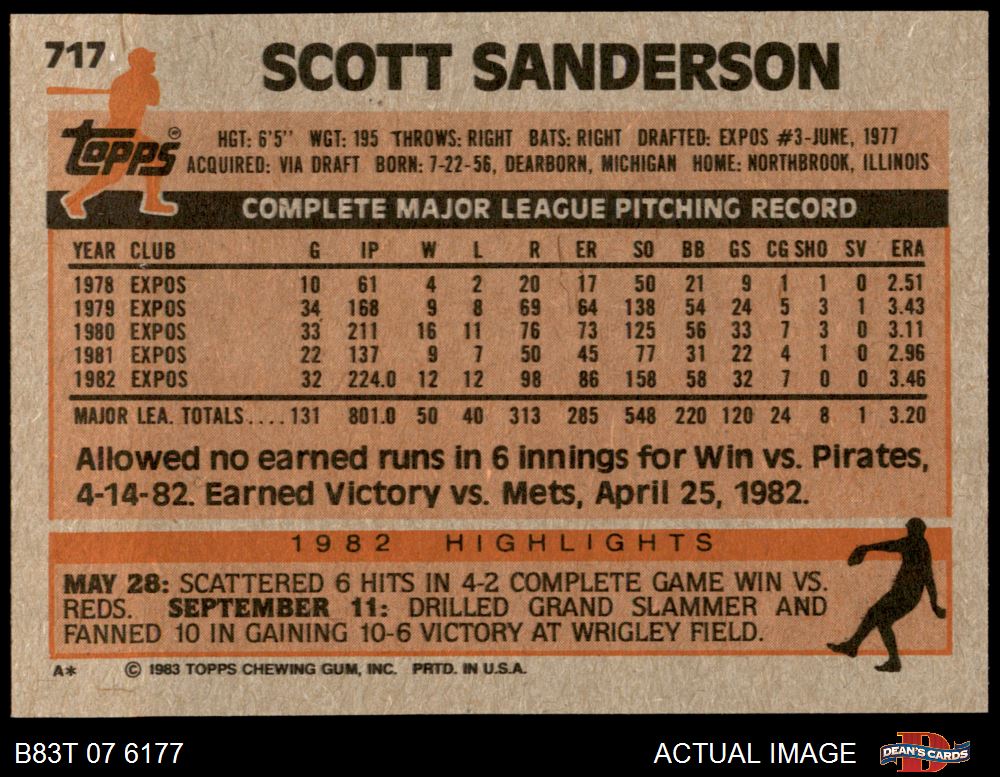 717
SCOTT SANDERSON
topps®
HGT: 6'5" WGT: 195 THROWS: RIGHT BATS: RIGHT DRAFTED: EXPOS #3-JUNE, 1977
ACQUIRED: VIA DRAFT BORN: 7-22-56, DEARBORN, MICHIGAN HOME: NORTHBROOK, ILLINOIS
COMPLETE MAJOR LEAGUE PITCHING RECORD
YEAR CLUB G IP W L R ER SO BB GS CG SHO SV ERA
1978 EXPOS 10 61 4 2 20 17 50 21 9 1 1 0 2.51
1979 EXPOS 34 168 9 8 69 64 138 54 24 5 3 1 3.43
1980 EXPOS 33 211 16 11 76 73 125 56 33 7 3 0 3.11
1981 EXPOS 22 137 9 7 50 45 77 31 22 4 1 0 2.96
1982 EXPOS 32 224.0 12 12 98 86 158 58 32 7 0 0 3.46
MAJOR LEA. TOTALS.... 131 801.0 50 40 313 285 548 220 120 24 8 1 3.20
Allowed no earned runs in 6 innings for Win vs. Pirates,
4-14-82. Earned Victory vs. Mets, April 25, 1982.
1982 HIGHLIGHTS
MAY 28: SCATTERED 6 HITS IN 4-2 COMPLETE GAME WIN VS.
REDS. SEPTEMBER 11: DRILLED GRAND SLAMMER AND
FANNED 10 IN GAINING 10-6 VICTORY AT WRIGLEY FIELD.
A* © 1983 TOPPS CHEWING GUM, INC. PRTD. IN U.S.A.
B83T 07 6177 ACTUAL IMAGE DEAN'S CARDS